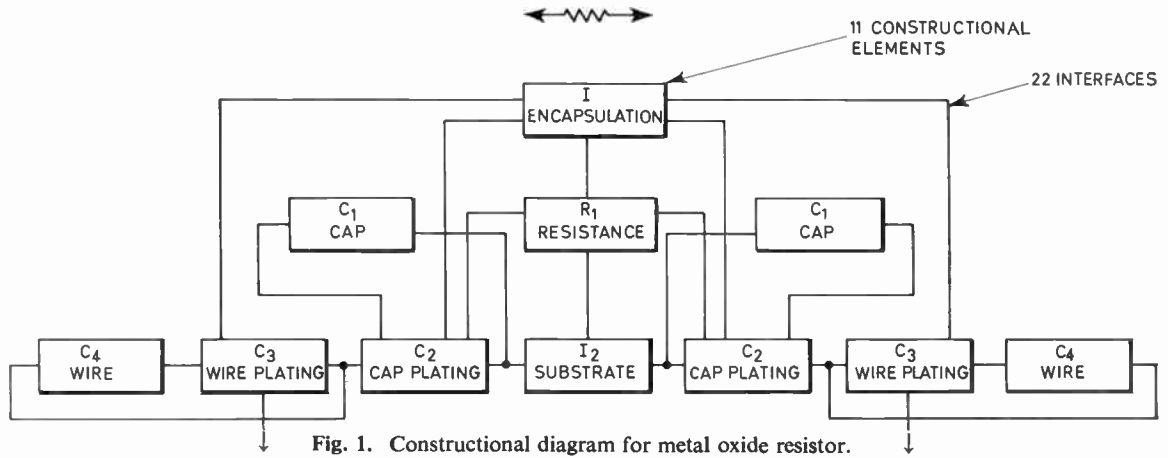 11 CONSTRUCTIONAL
ELEMENTS
22 INTERFACES
I
ENCAPSULATION
C1
CAP
R1
RESISTANCE
C1
CAP
C4
WIRE
C3
WIRE PLATING
C2
CAP PLATING
I2
SUBSTRATE
C2
CAP PLATING
C3
WIRE PLATING
C4
WIRE
Fig. 1. Constructional diagram for metal oxide resistor.